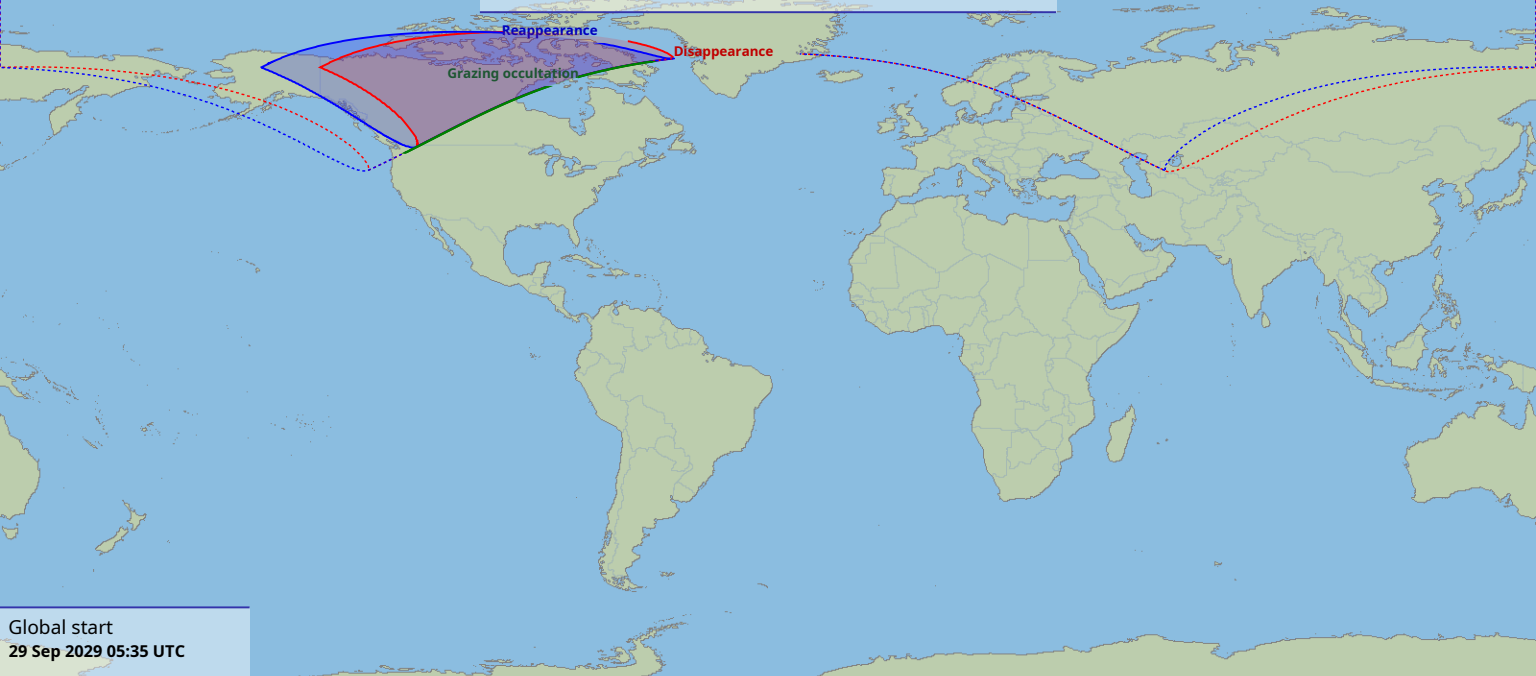 Reappearance
Disappearance
Grazing occultation
Global start
29 Sep 2029 05:35 UTC